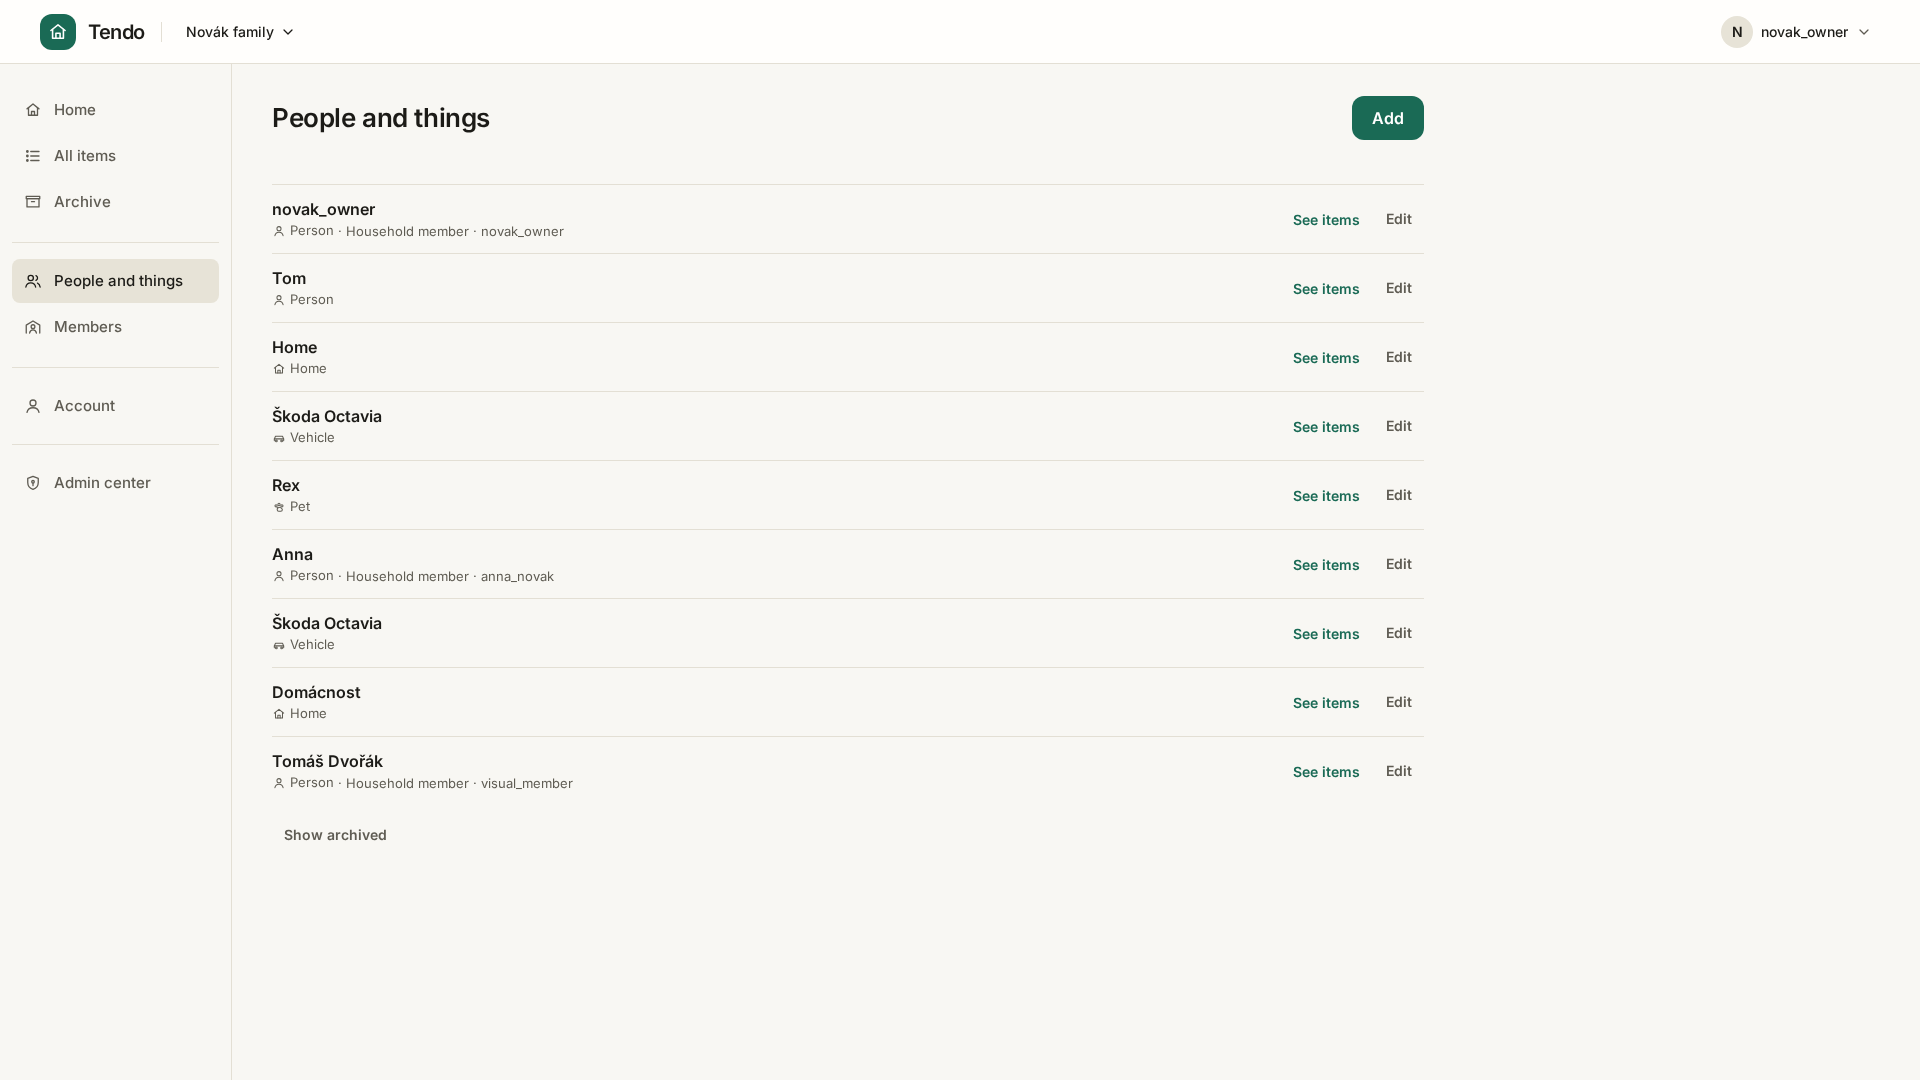 Tendo
Novák family
N novak_owner
Home
All items
Archive
People and things
Members
Account
Admin center
People and things
Add
novak_owner
Person · Household member · novak_owner
See items Edit
Tom
Person
See items Edit
Home
Home
See items Edit
Škoda Octavia
Vehicle
See items Edit
Rex
Pet
See items Edit
Anna
Person · Household member · anna_novak
See items Edit
Škoda Octavia
Vehicle
See items Edit
Domácnost
Home
See items Edit
Tomáš Dvořák
Person · Household member · visual_member
See items Edit
Show archived